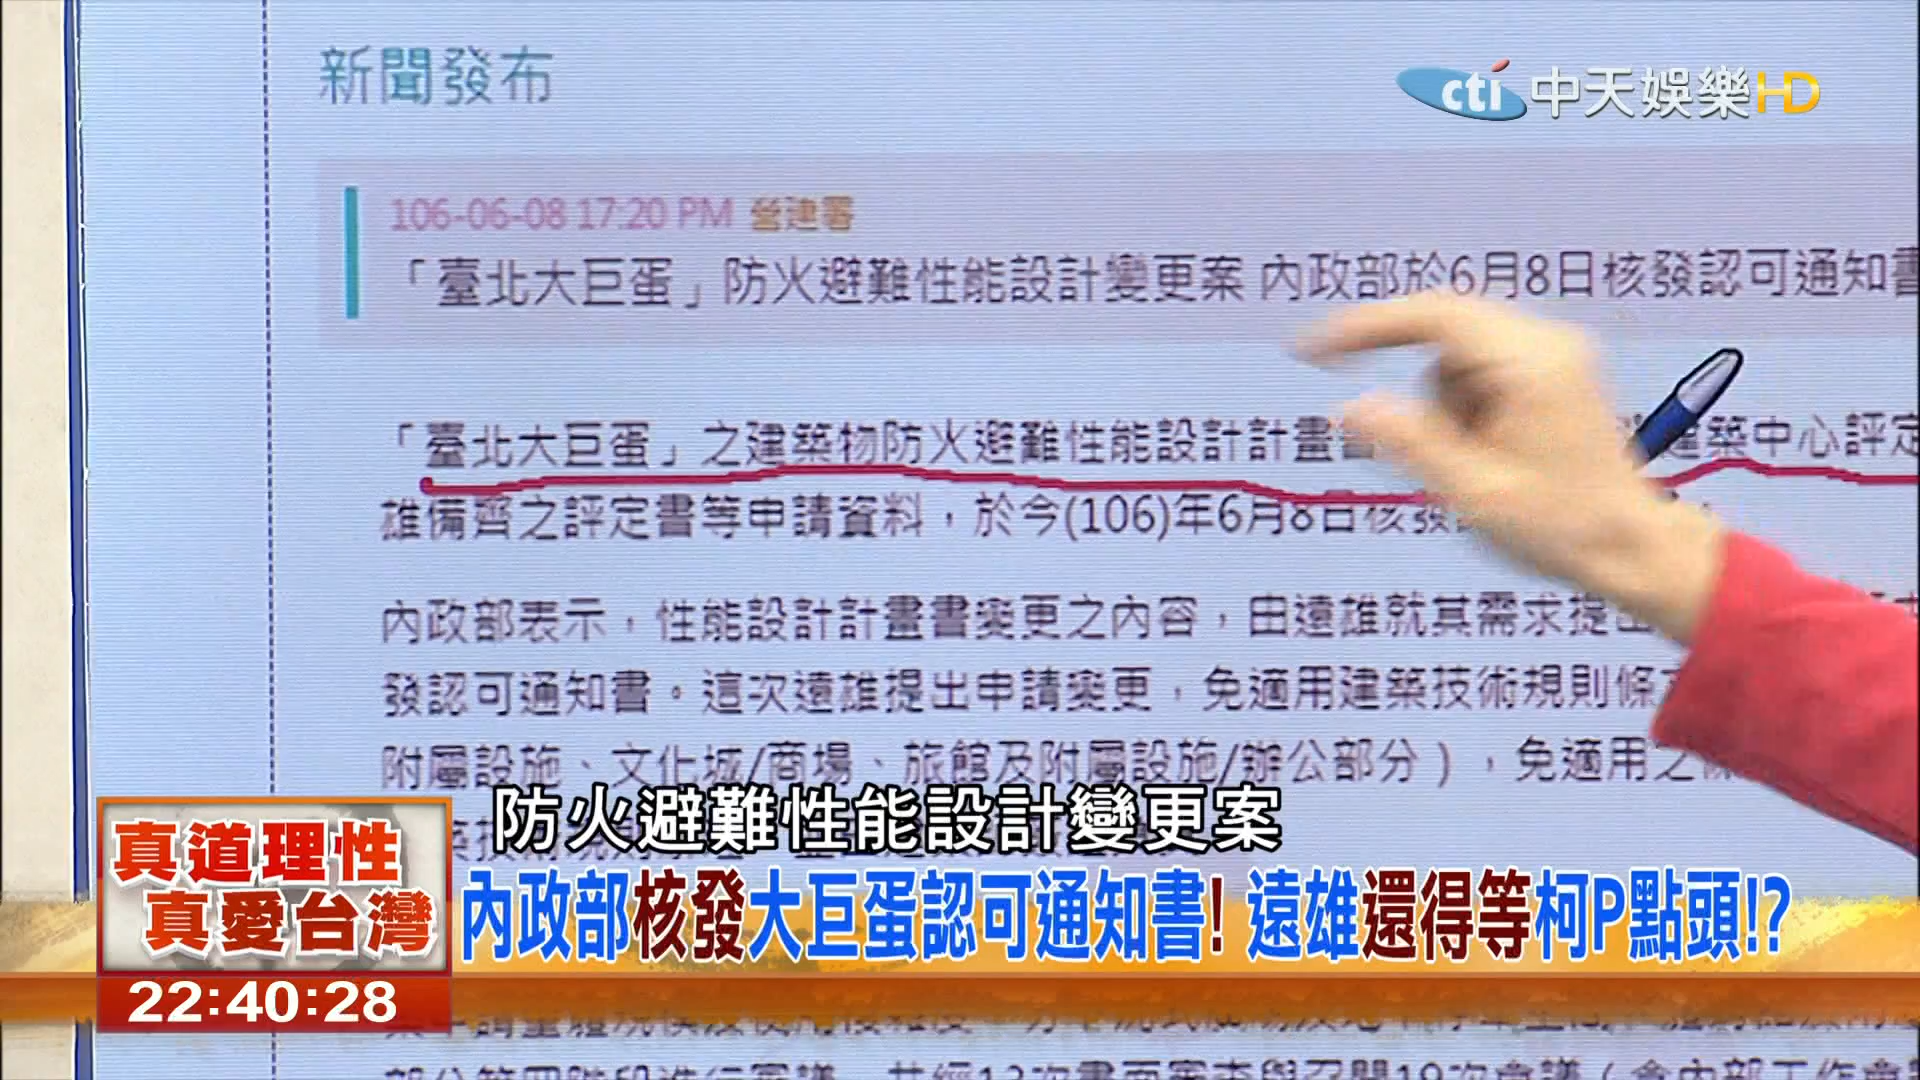 新聞發布
cti 中天娛樂HD
106-06-08 17:20 PM 營建署
「臺北大巨蛋」防火避難性能設計變更案 內政部於6月8日核發認可通知書
「臺北大巨蛋」之建築物防火避難性能設計計畫書 建築中心評定
雄備齊之評定書等申請資料，於今(106)年6月8日核發
內政部表示，性能設計計畫書變更之內容，由遠雄就其需求提出
發認可通知書。這次遠雄提出申請變更，免適用建築技術規則條
附屬設施、文化城/商場、旅館及附屬設施/辦公部分），免適用之條
防火避難性能設計變更案
真道理性
真愛台灣
內政部核發大巨蛋認可通知書! 遠雄還得等柯P點頭!?
22:40:28